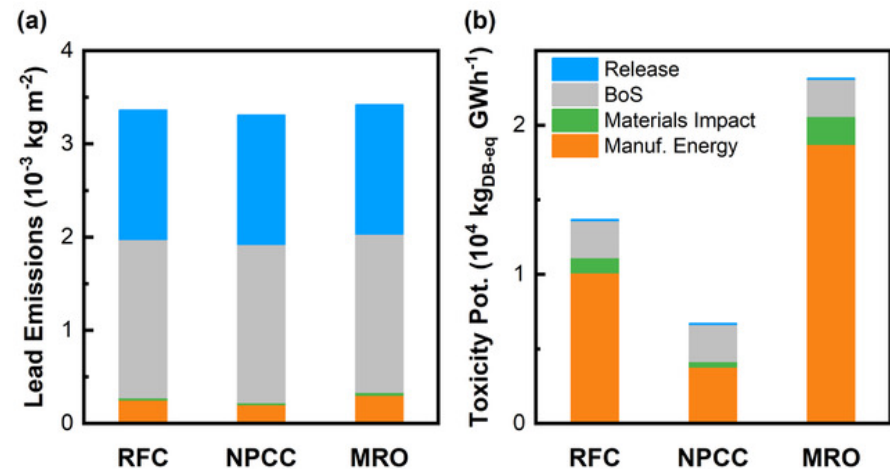 (a)
Lead Emissions (10⁻³ kg m⁻²)
4
3
2
1
0
RFC NPCC MRO
(b)
Toxicity Pot. (10⁴ kg_DB-eq GWh⁻¹)
2
1
0
Release
BoS
Materials Impact
Manuf. Energy
RFC NPCC MRO